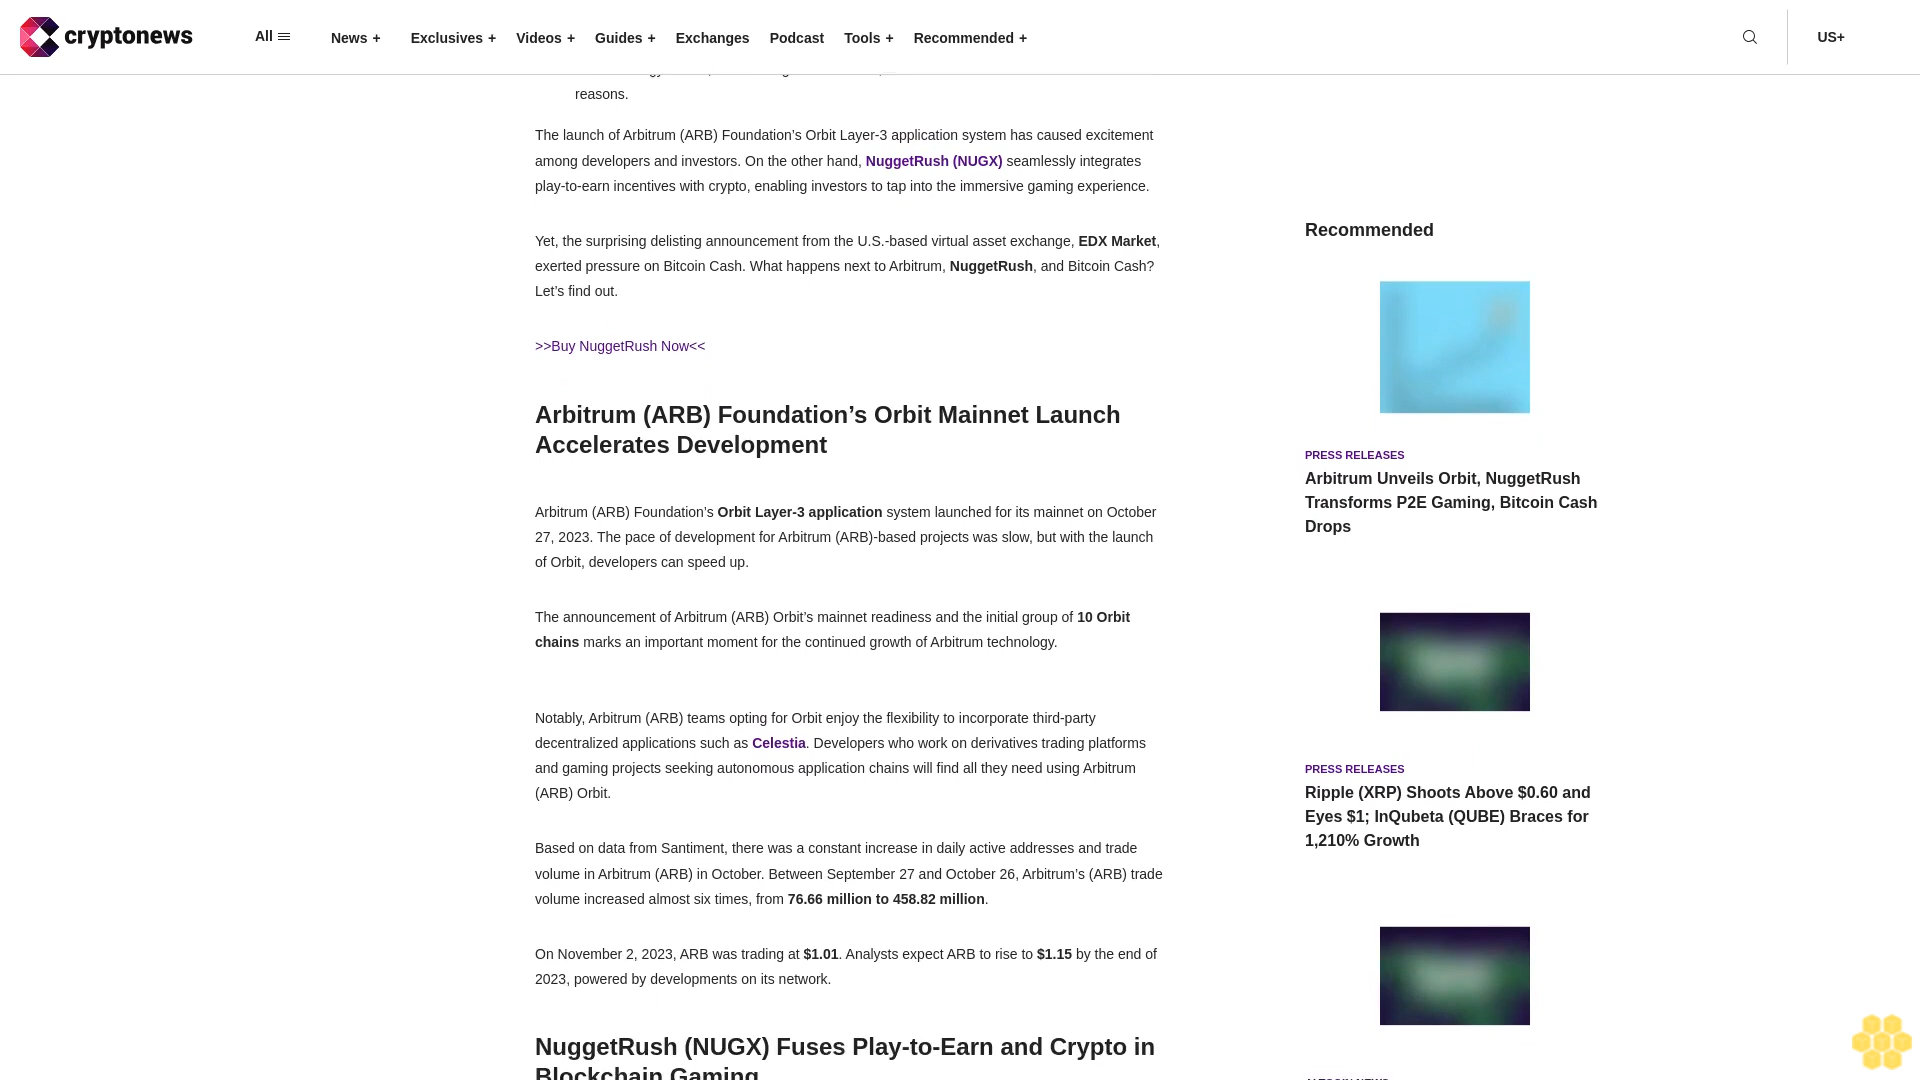 cryptonews
All
News +
Exclusives +
Videos +
Guides +
Exchanges
Podcast
Tools +
Recommended +
US+
reasons.
The launch of Arbitrum (ARB) Foundation’s Orbit Layer-3 application system has caused excitement
among developers and investors. On the other hand, NuggetRush (NUGX) seamlessly integrates
play-to-earn incentives with crypto, enabling investors to tap into the immersive gaming experience.
Yet, the surprising delisting announcement from the U.S.-based virtual asset exchange, EDX Market,
exerted pressure on Bitcoin Cash. What happens next to Arbitrum, NuggetRush, and Bitcoin Cash?
Let’s find out.
>>Buy NuggetRush Now<<
Arbitrum (ARB) Foundation’s Orbit Mainnet Launch
Accelerates Development
Arbitrum (ARB) Foundation’s Orbit Layer-3 application system launched for its mainnet on October
27, 2023. The pace of development for Arbitrum (ARB)-based projects was slow, but with the launch
of Orbit, developers can speed up.
The announcement of Arbitrum (ARB) Orbit’s mainnet readiness and the initial group of 10 Orbit
chains marks an important moment for the continued growth of Arbitrum technology.
Notably, Arbitrum (ARB) teams opting for Orbit enjoy the flexibility to incorporate third-party
decentralized applications such as Celestia. Developers who work on derivatives trading platforms
and gaming projects seeking autonomous application chains will find all they need using Arbitrum
(ARB) Orbit.
Based on data from Santiment, there was a constant increase in daily active addresses and trade
volume in Arbitrum (ARB) in October. Between September 27 and October 26, Arbitrum’s (ARB) trade
volume increased almost six times, from 76.66 million to 458.82 million.
On November 2, 2023, ARB was trading at $1.01. Analysts expect ARB to rise to $1.15 by the end of
2023, powered by developments on its network.
NuggetRush (NUGX) Fuses Play-to-Earn and Crypto in
Blockchain Gaming
Recommended
PRESS RELEASES
Arbitrum Unveils Orbit, NuggetRush
Transforms P2E Gaming, Bitcoin Cash
Drops
PRESS RELEASES
Ripple (XRP) Shoots Above $0.60 and
Eyes $1; InQubeta (QUBE) Braces for
1,210% Growth
ALTCOIN NEWS